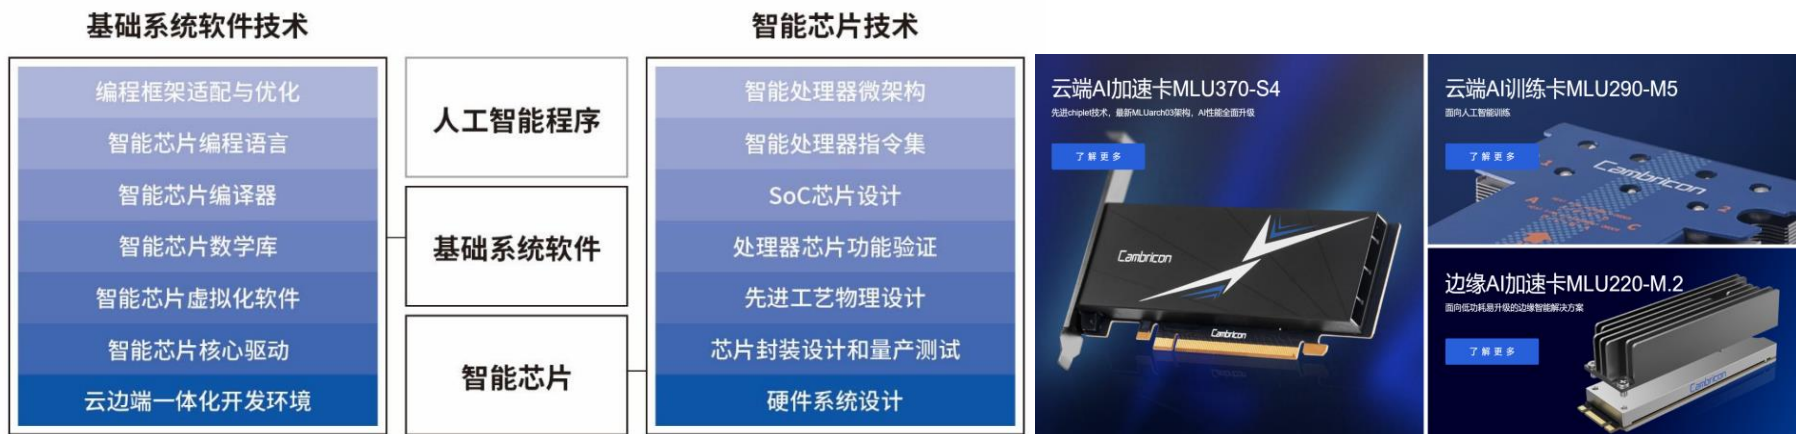 基础系统软件技术
编程框架适配与优化
智能芯片编程语言
智能芯片编译器
智能芯片数学库
智能芯片虚拟化软件
智能芯片核心驱动
云边端一体化开发环境
人工智能程序
基础系统软件
智能芯片
智能芯片技术
智能处理器微架构
智能处理器指令集
SoC芯片设计
处理器芯片功能验证
先进工艺物理设计
芯片封装设计和量产测试
硬件系统设计
云端AI加速卡MLU370-S4
先进chiplet技术，最新MLUarch03架构，AI性能全面升级
了解更多
Cambricon
Cambricon
云端AI训练卡MLU290-M5
面向人工智能训练
了解更多
Cambricon
A
2
C
边缘AI加速卡MLU220-M.2
面向低功耗易升级的边缘智能解决方案
了解更多
Cambricon